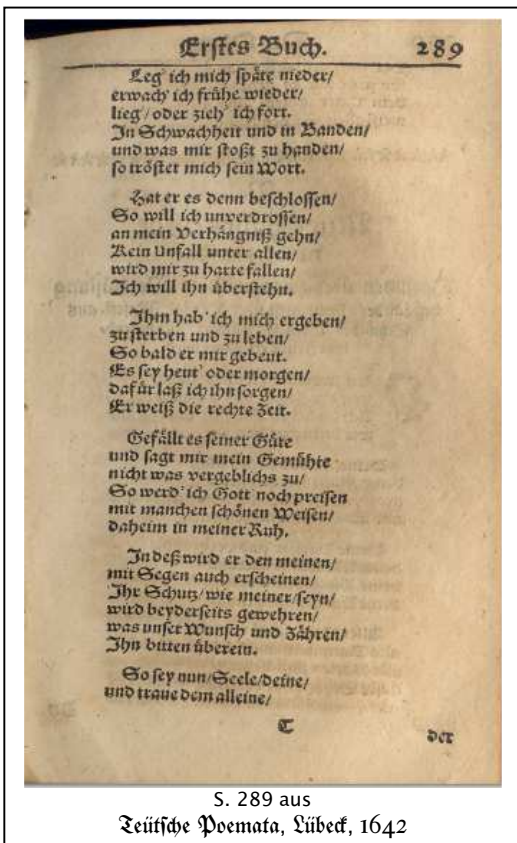 Erstes Buch. 289
Leg' ich mich späte nieder/
erwach' ich frühe wieder/
lieg'/ oder zieh' ich fort.
In Schwachheit und in Banden/
und was mir stoßt zu handen/
so tröstet mich sein Wort.
Hat er es denn beschlossen/
So will ich unverdrossen/
an mein Verhängniß gehn/
Kein Unfall unter allen/
wird mir zu harte fallen/
Ich will ihn überstehn.
Ihm hab' ich mich ergeben/
zu sterben und zu leben/
So bald er mir gebeut.
Es sey heut' oder morgen/
dafür laß ich ihn sorgen/
Er weiß die rechte Zeit.
Gefällt es seiner Güte
und sagt mir mein Gemühte
nicht was vergeblichs zu/
So werd' ich Gott noch preisen
mit manchen schönen Weisen/
daheim in meiner Ruh.
In deß wird er den meinen/
mit Segen auch erscheinen/
Ihr Schutz/ wie meiner/ seyn/
wird beyderseits gewehren/
was unser Wunsch und Zähren/
Ihn bitten überein.
So sey nun/ Seele/ deine/
und traue dem alleine/
T der
S. 289 aus
Teütsche Poemata, Lübeck, 1642